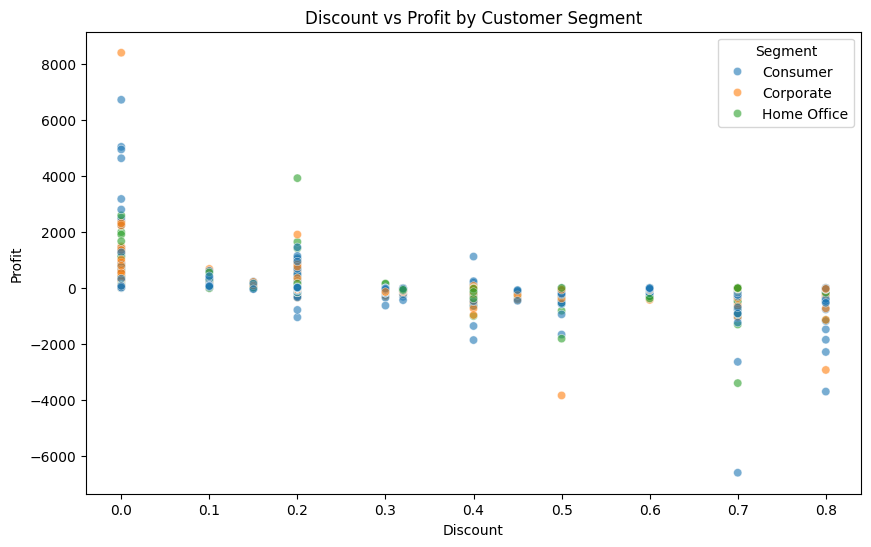 Discount vs Profit by Customer Segment
Segment
Consumer
Corporate
Home Office
8000
6000
4000
2000
0
−2000
−4000
−6000
Profit
0.0 0.1 0.2 0.3 0.4 0.5 0.6 0.7 0.8
Discount